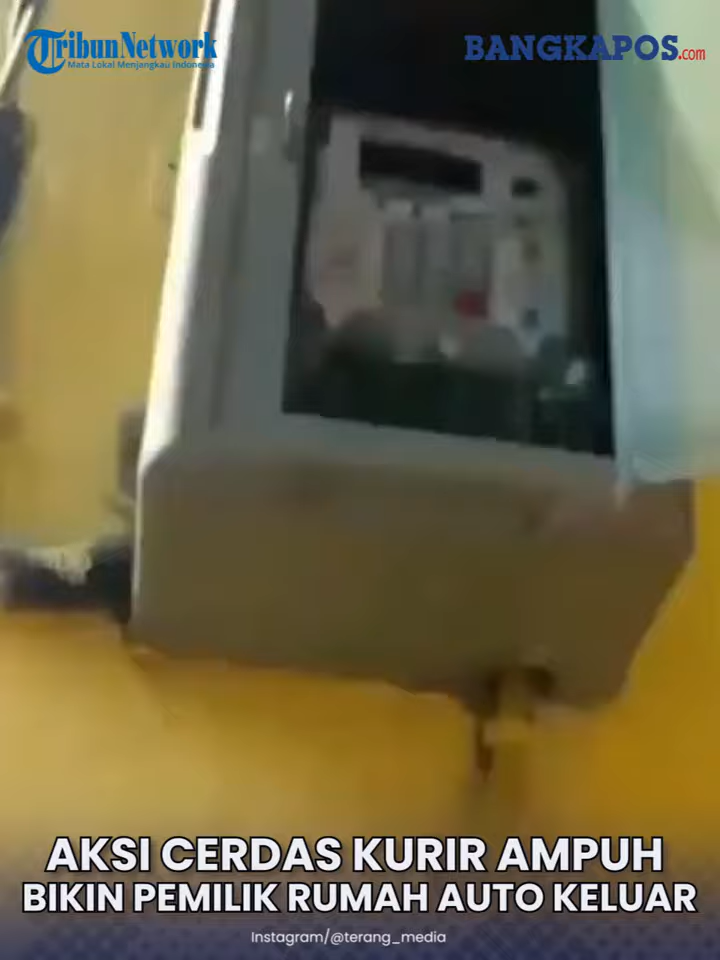 TribunNetwork
Mata Lokal Menjangkau Indonesia
BANGKAPOS.com
AKSI CERDAS KURIR AMPUH
BIKIN PEMILIK RUMAH AUTO KELUAR
Instagram/@terang_media